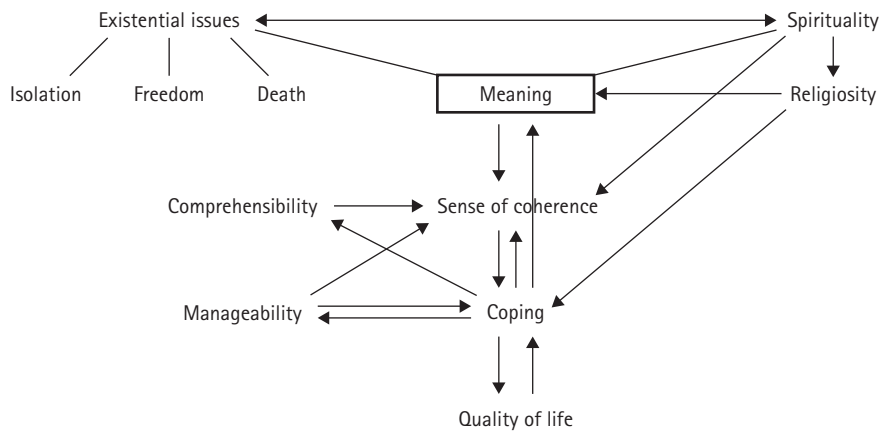 Existential issues
Spirituality
Isolation
Freedom
Death
Meaning
Religiosity
Comprehensibility
Sense of coherence
Manageability
Coping
Quality of life